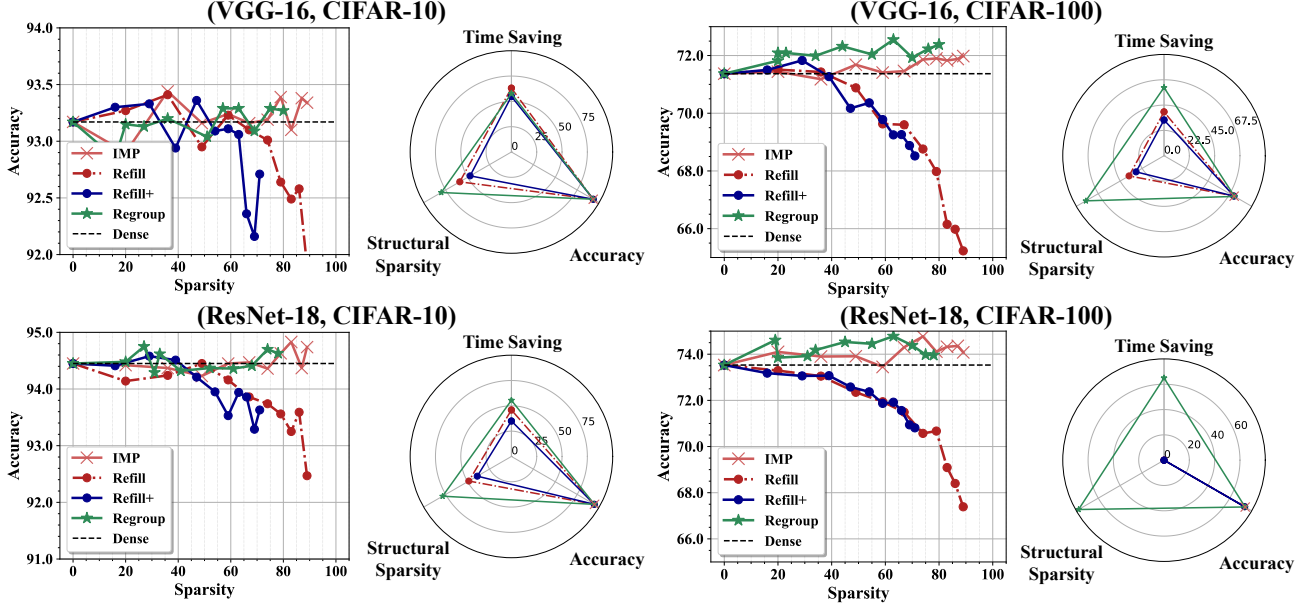 (VGG-16, CIFAR-10)
94.0
93.5
93.0
92.5
92.0
Accuracy
0
20
40
60
80
100
Sparsity
IMP
Refill
Refill+
Regroup
Dense
Time Saving
0
25
50
75
Structural
Sparsity
Accuracy
(VGG-16, CIFAR-100)
72.0
70.0
68.0
66.0
Accuracy
0
20
40
60
80
100
Sparsity
IMP
Refill
Refill+
Regroup
Dense
Time Saving
0.0
22.5
45.0
67.5
Structural
Sparsity
Accuracy
(ResNet-18, CIFAR-10)
95.0
94.0
93.0
92.0
91.0
Accuracy
0
20
40
60
80
100
Sparsity
IMP
Refill
Refill+
Regroup
Dense
Time Saving
0
25
50
75
Structural
Sparsity
Accuracy
(ResNet-18, CIFAR-100)
74.0
72.0
70.0
68.0
66.0
Accuracy
0
20
40
60
80
100
Sparsity
IMP
Refill
Refill+
Regroup
Dense
Time Saving
0
20
40
60
Structural
Sparsity
Accuracy